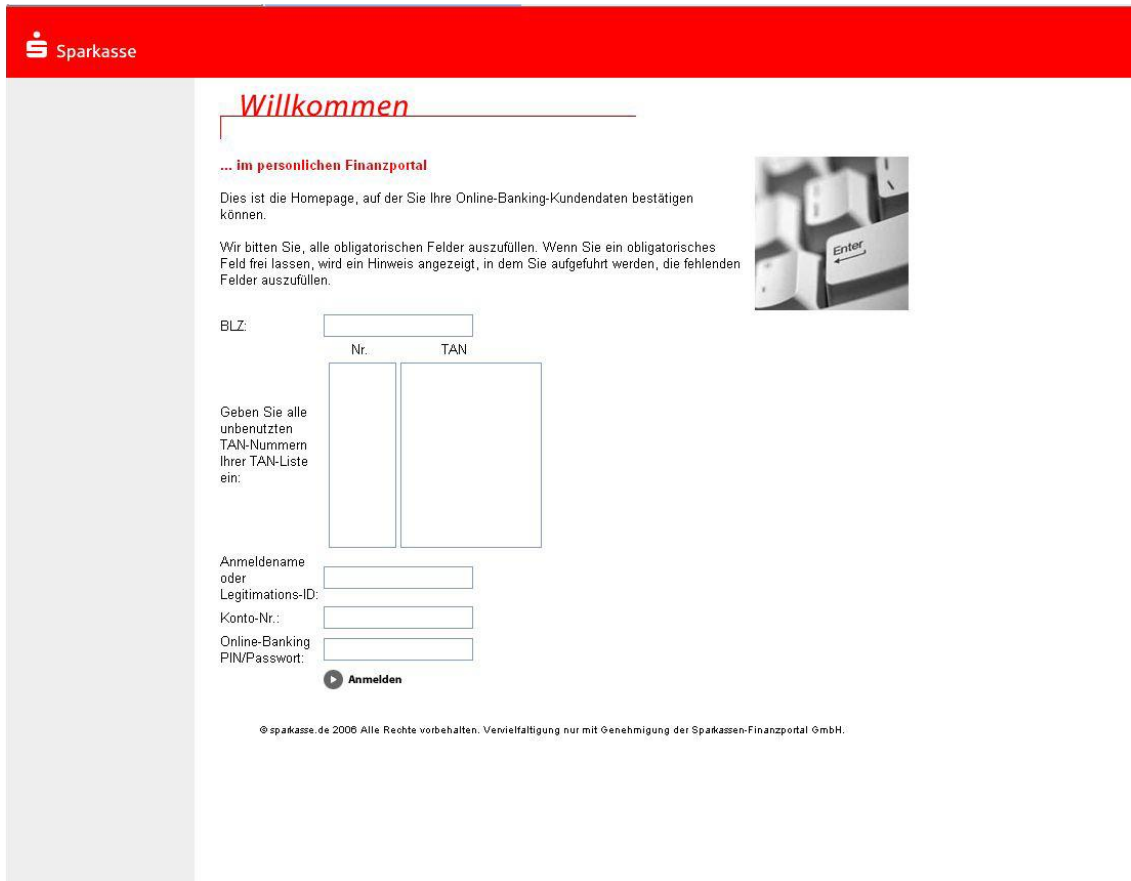 Sparkasse
Willkommen
... im personlichen Finanzportal
Dies ist die Homepage, auf der Sie Ihre Online-Banking-Kundendaten bestätigen
können.
Wir bitten Sie, alle obligatorischen Felder auszufüllen. Wenn Sie ein obligatorisches
Feld frei lassen, wird ein Hinweis angezeigt, in dem Sie aufgefuhrt werden, die fehlenden
Felder auszufüllen.
Enter
BLZ:
Nr. TAN
Geben Sie alle
unbenutzten
TAN-Nummern
Ihrer TAN-Liste
ein:
Anmeldename
oder
Legitimations-ID:
Konto-Nr.:
Online-Banking
PIN/Passwort:
Anmelden
© sparkasse.de 2006 Alle Rechte vorbehalten. Vervielfaltigung nur mit Genehmigung der Sparkassen-Finanzportal GmbH.